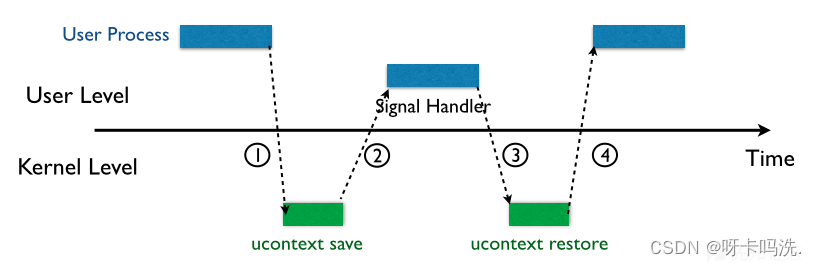 User Process
User Level
Signal Handler
① ② ③ ④
Kernel Level
Time
ucontext save
ucontext restore
CSDN @呀卡吗洗.